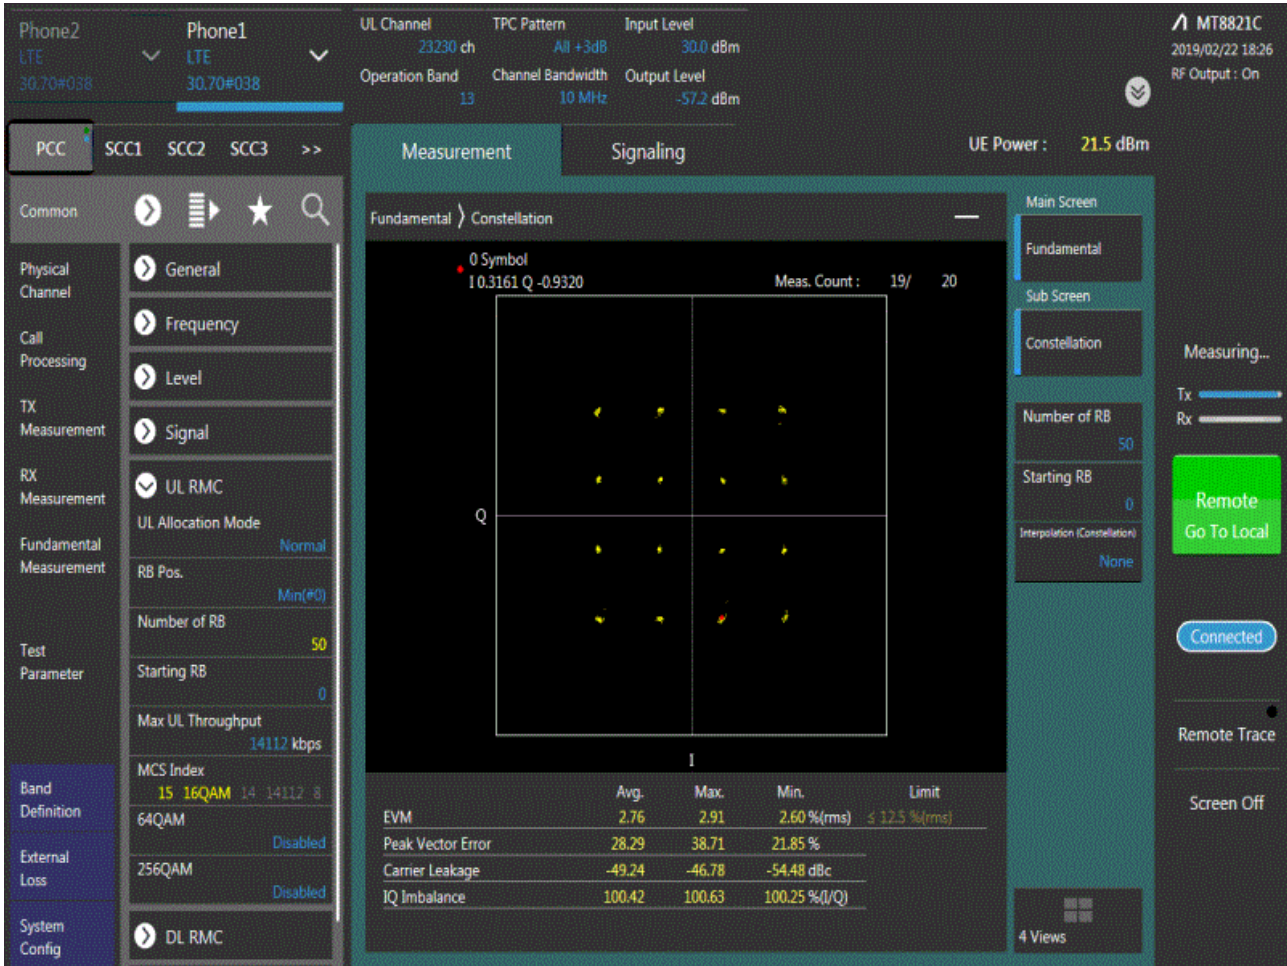 Phone2
LTE
30.70#038
Phone1
LTE
30.70#038
UL Channel
23230 ch
TPC Pattern
All +3dB
Input Level
30.0 dBm
Operation Band
13
Channel Bandwidth
10 MHz
Output Level
-57.2 dBm
MT8821C
2019/02/22 18:26
RF Output : On
PCC SCC1 SCC2 SCC3 >>
Measurement
Signaling
UE Power : 21.5 dBm
Common
Physical
Channel
Call
Processing
TX
Measurement
RX
Measurement
Fundamental
Measurement
Test
Parameter
Band
Definition
External
Loss
System
Config
General
Frequency
Level
Signal
UL RMC
UL Allocation Mode
Normal
RB Pos.
Min(#0)
Number of RB
50
Starting RB
0
Max UL Throughput
14112 kbps
MCS Index
15 16QAM 14 14112 8
64QAM
Disabled
256QAM
Disabled
DL RMC
Fundamental 〉 Constellation
0 Symbol
I 0.3161 Q -0.9320
Meas. Count : 19/ 20
Q
I
Avg. Max. Min. Limit
EVM 2.76 2.91 2.60 %(rms) ≤ 12.5 %(rms)
Peak Vector Error 28.29 38.71 21.85 %
Carrier Leakage -49.24 -46.78 -54.48 dBc
IQ Imbalance 100.42 100.63 100.25 %(I/Q)
Main Screen
Fundamental
Sub Screen
Constellation
Number of RB
50
Starting RB
0
Interpolation (Constellation)
None
4 Views
Measuring...
Tx
Rx
Remote
Go To Local
Connected
Remote Trace
Screen Off